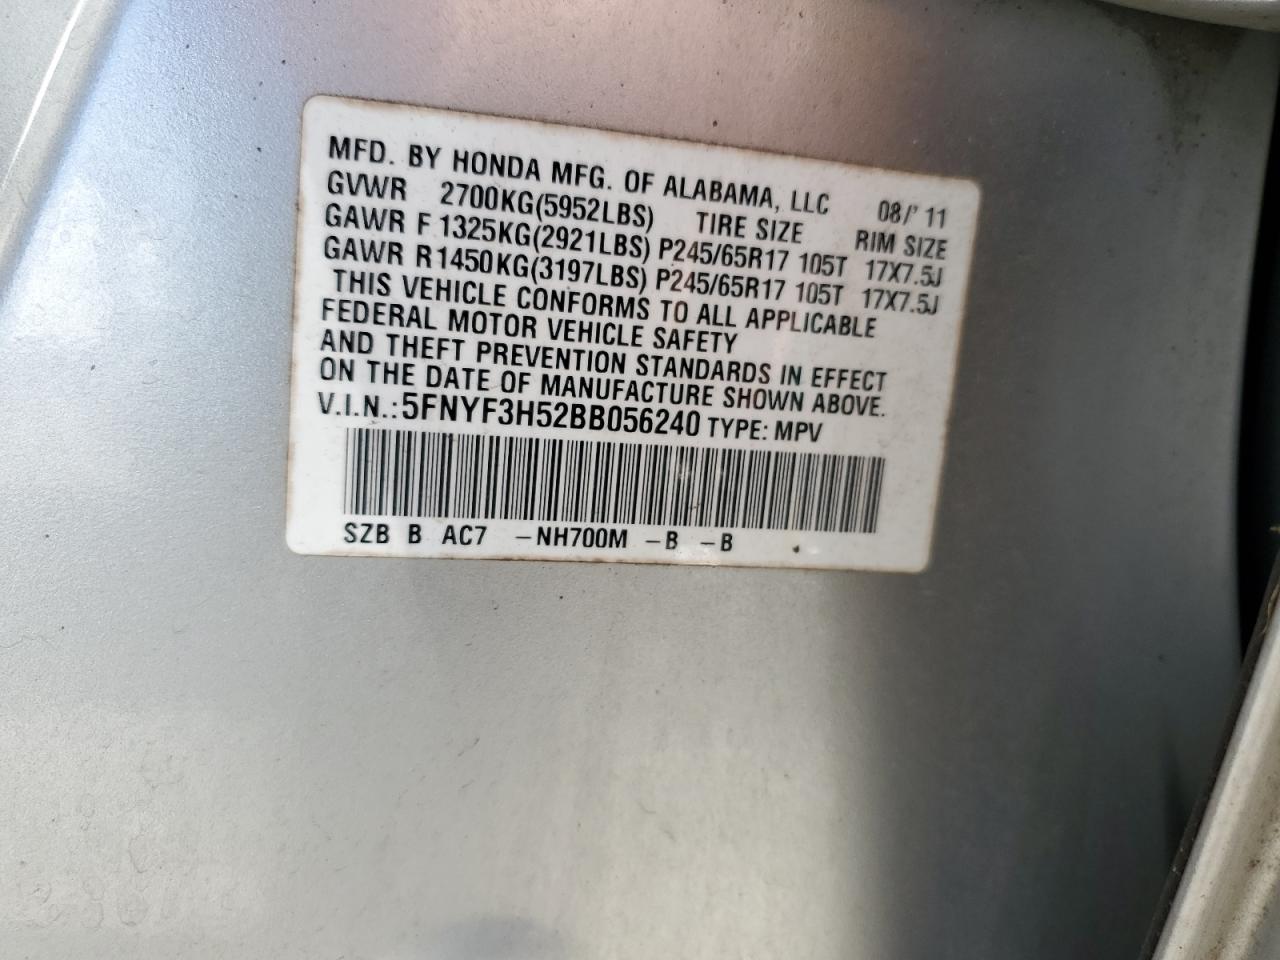 MFD. BY HONDA MFG. OF ALABAMA, LLC 08/' 11
GVWR 2700KG(5952LBS) TIRE SIZE RIM SIZE
GAWR F 1325KG(2921LBS) P245/65R17 105T 17X7.5J
GAWR R1450KG(3197LBS) P245/65R17 105T 17X7.5J
THIS VEHICLE CONFORMS TO ALL APPLICABLE
FEDERAL MOTOR VEHICLE SAFETY
AND THEFT PREVENTION STANDARDS IN EFFECT
ON THE DATE OF MANUFACTURE SHOWN ABOVE.
V.I.N.:5FNYF3H52BB056240 TYPE: MPV
SZB B AC7 -NH700M -B -B